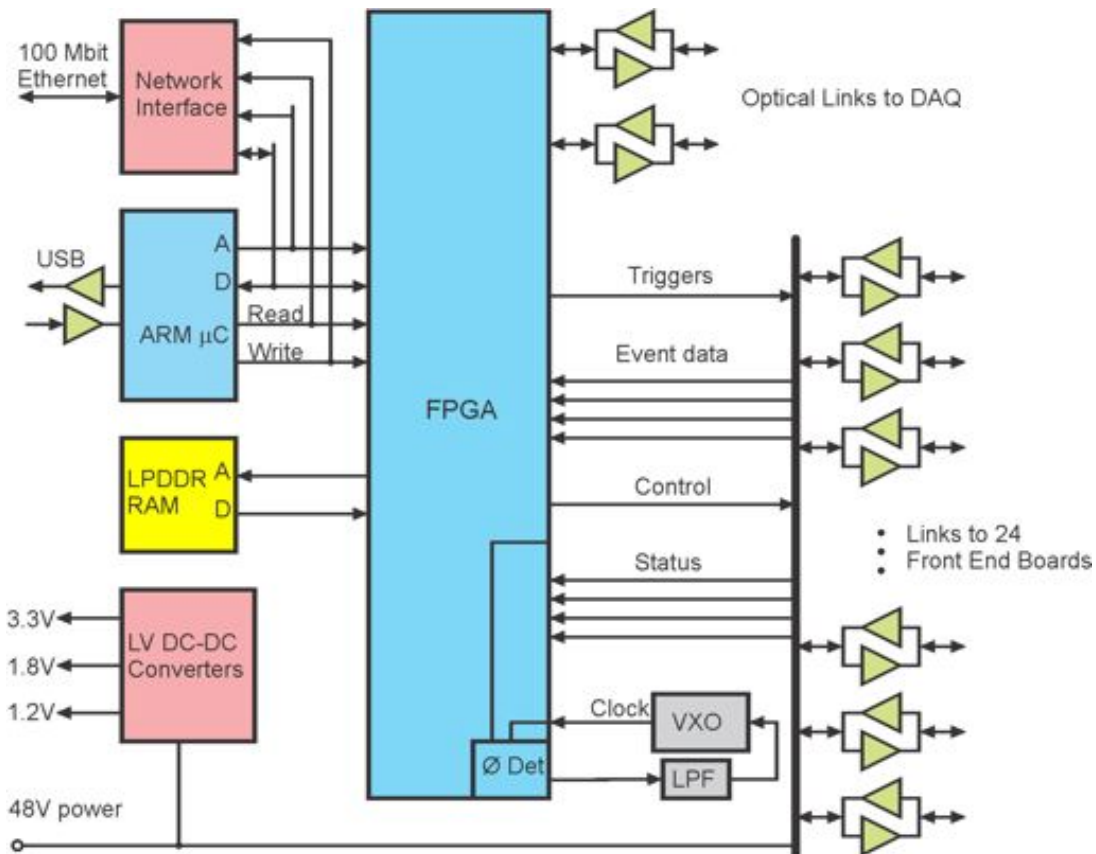 100 Mbit
Ethernet
Network
Interface
Optical Links to DAQ
USB
A
D
Read
Write
ARM μC
FPGA
Triggers
Event data
Control
Status
Links to 24
Front End Boards
LPDDR A
RAM D
3.3V
1.8V
1.2V
LV DC-DC
Converters
Clock
VXO
Ø Det
LPF
48V power